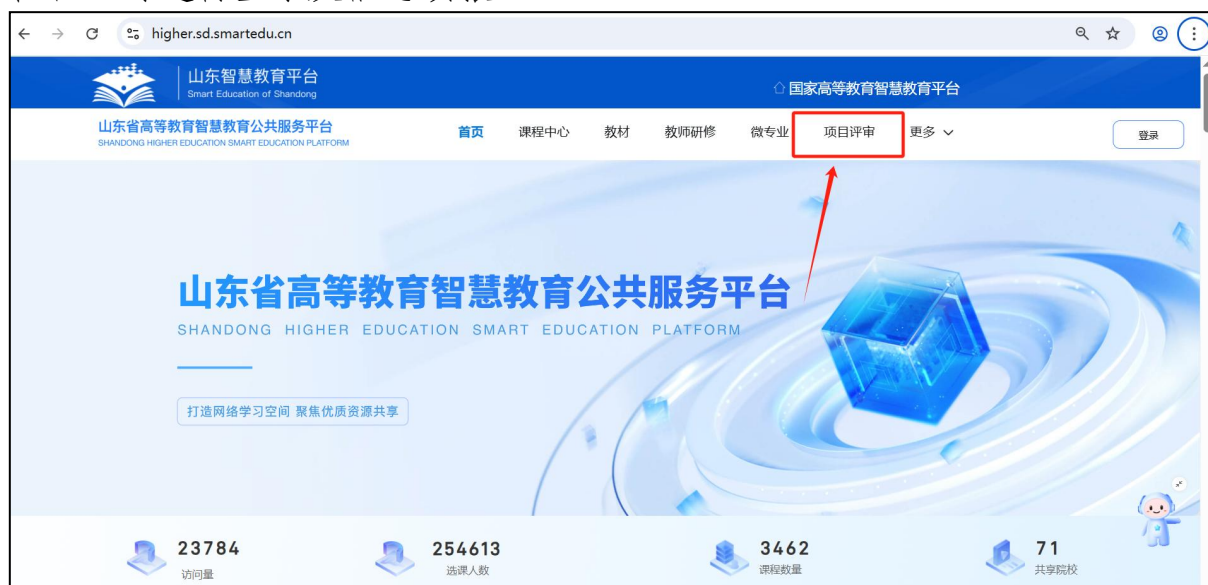 higher.sd.smartedu.cn
山东智慧教育平台
Smart Education of Shandong
国家高等教育智慧教育平台
山东省高等教育智慧教育公共服务平台
SHANDONG HIGHER EDUCATION SMART EDUCATION PLATFORM
首页 课程中心 教材 教师研修 微专业 项目评审 更多
登录
山东省高等教育智慧教育公共服务平台
SHANDONG HIGHER EDUCATION SMART EDUCATION PLATFORM
打造网络学习空间 聚焦优质资源共享
23784 254613 3462 71
访问量 选课人数 课程数量 共享院校